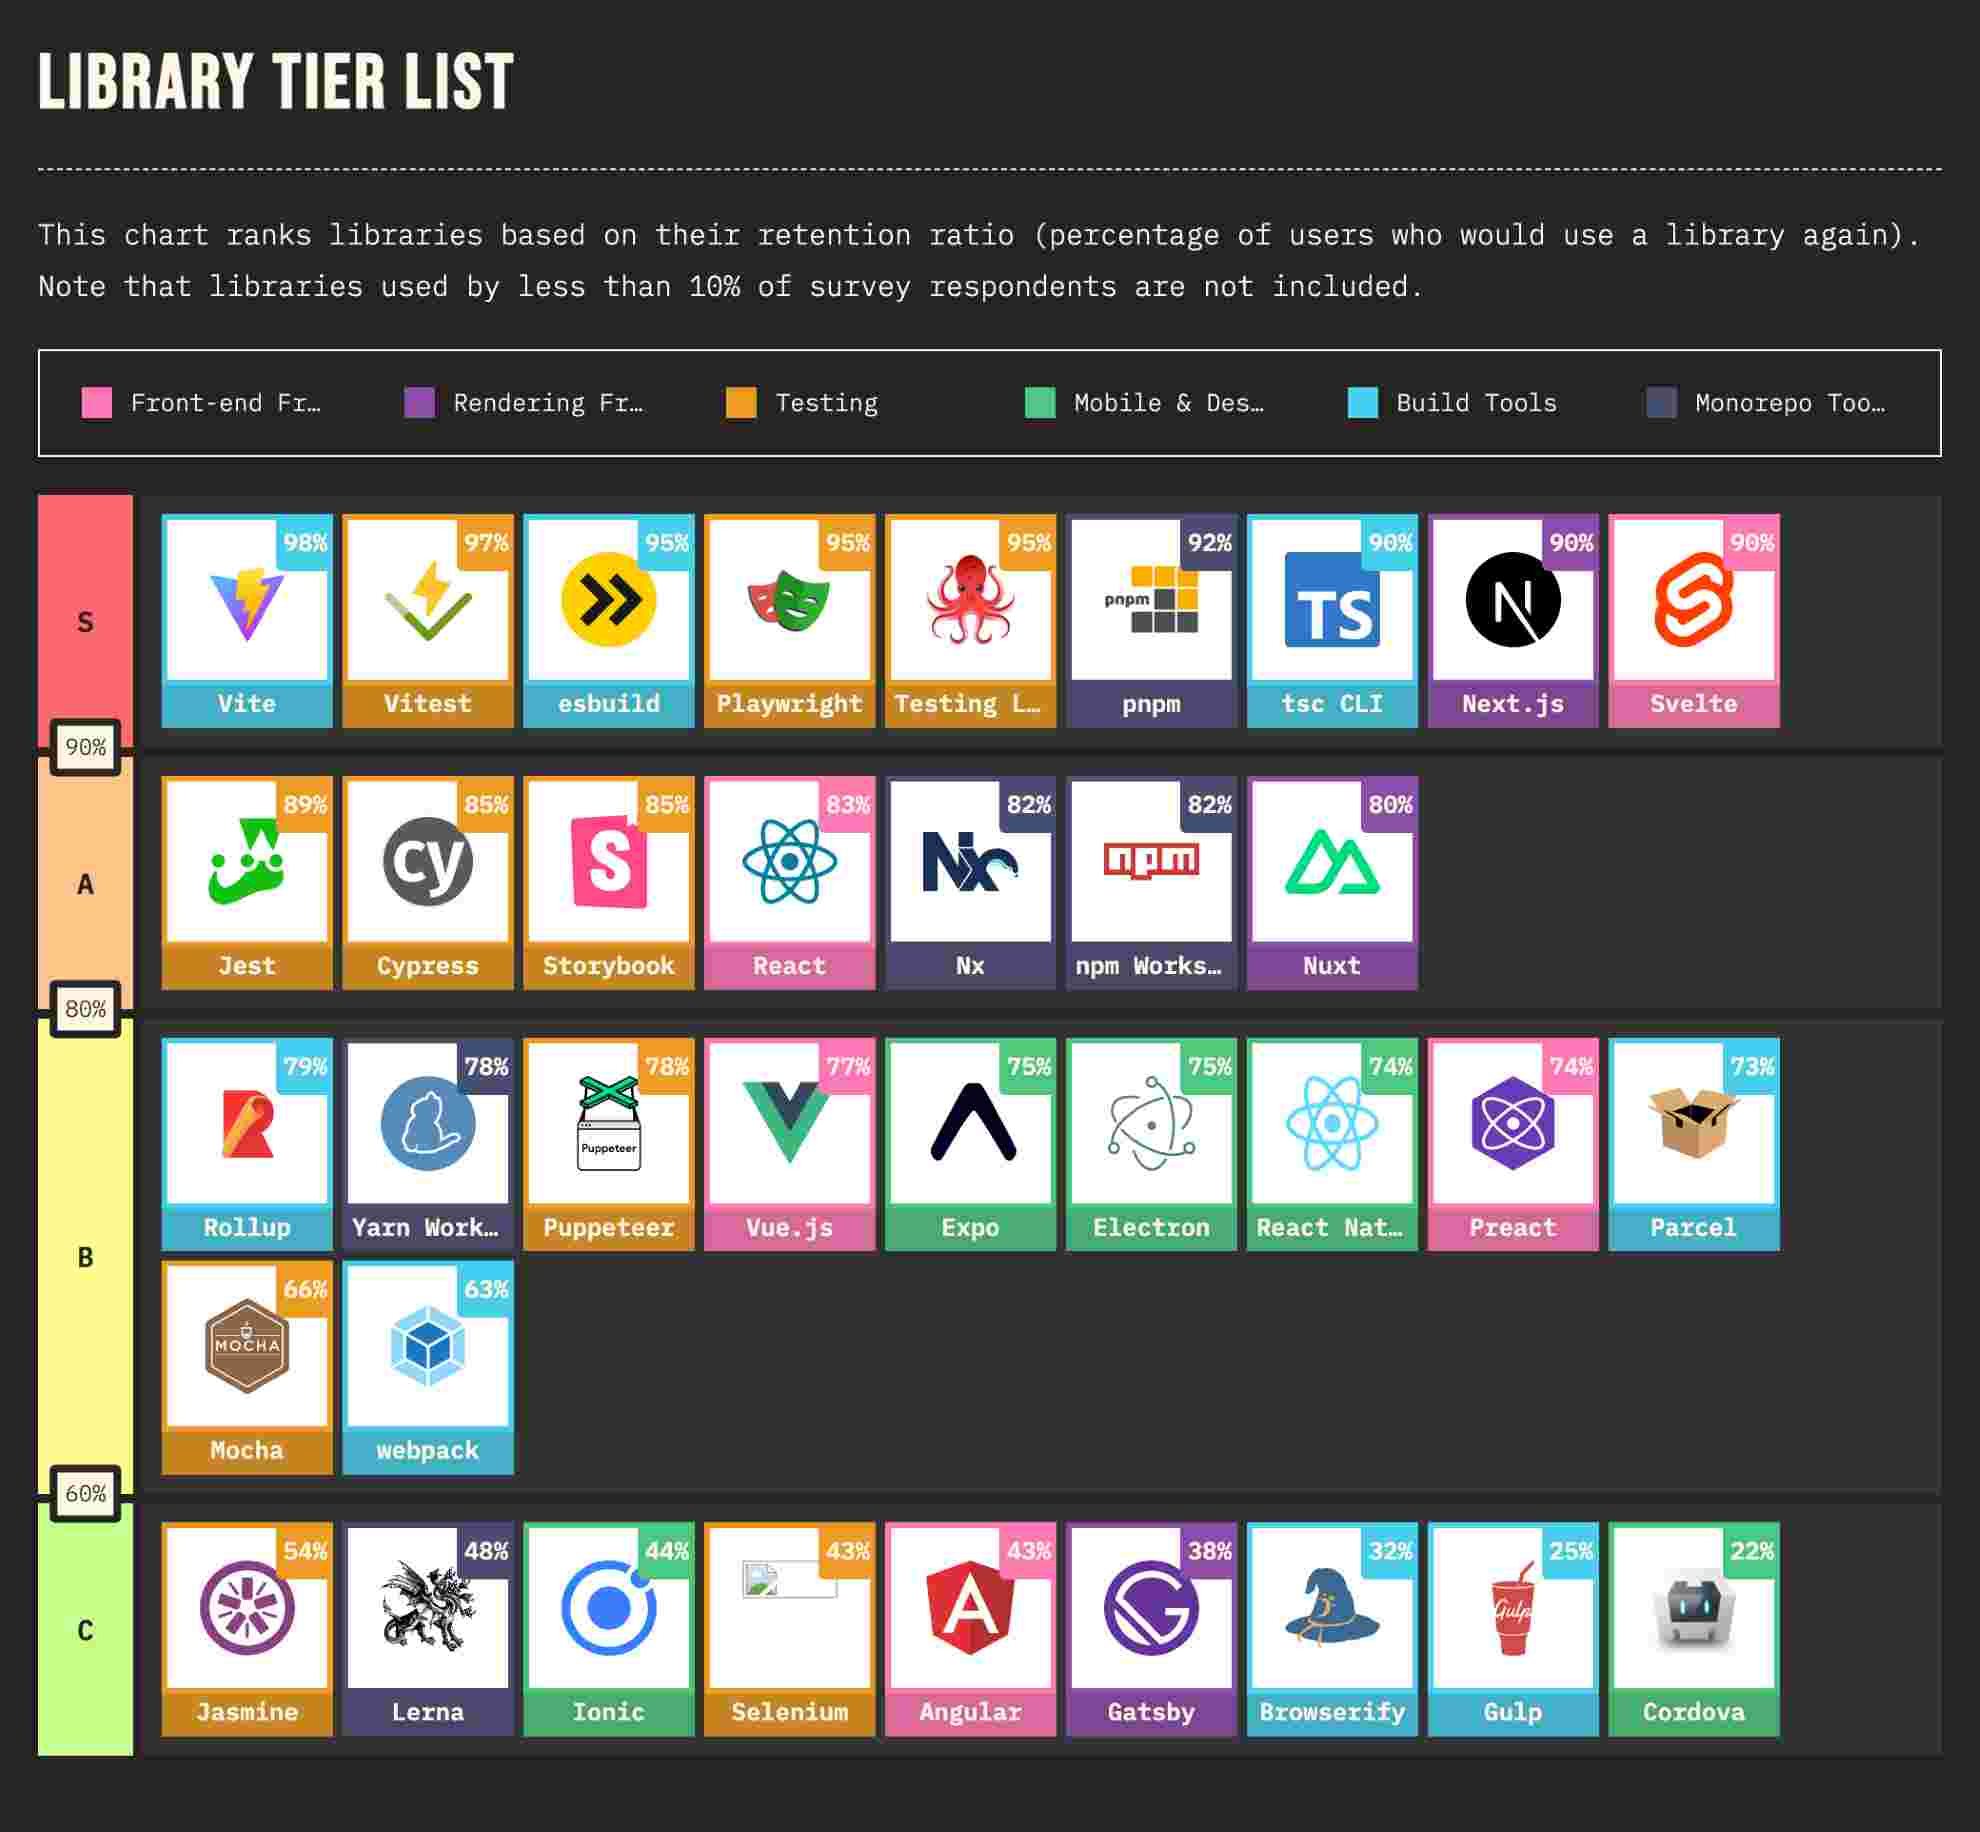 LIBRARY TIER LIST
This chart ranks libraries based on their retention ratio (percentage of users who would use a library again).
Note that libraries used by less than 10% of survey respondents are not included.
Front-end Fr… Rendering Fr… Testing Mobile & Des… Build Tools Monorepo Too…
98% 97% 95% 95% 95% 92% 90% 90% 90%
pnpm TS N
S
Vite Vitest esbuild Playwright Testing L… pnpm tsc CLI Next.js Svelte
90%
89% 85% 85% 83% 82% 82% 80%
cy S Nx npm
A
Jest Cypress Storybook React Nx npm Works… Nuxt
80%
79% 78% 78% 77% 75% 75% 74% 74% 73%
R Puppeteer
Rollup Yarn Work… Puppeteer Vue.js Expo Electron React Nat… Preact Parcel
B
66% 63%
MOCHA
Mocha webpack
60%
54% 48% 44% 43% 43% 38% 32% 25% 22%
A G Gulp
C
Jasmine Lerna Ionic Selenium Angular Gatsby Browserify Gulp Cordova